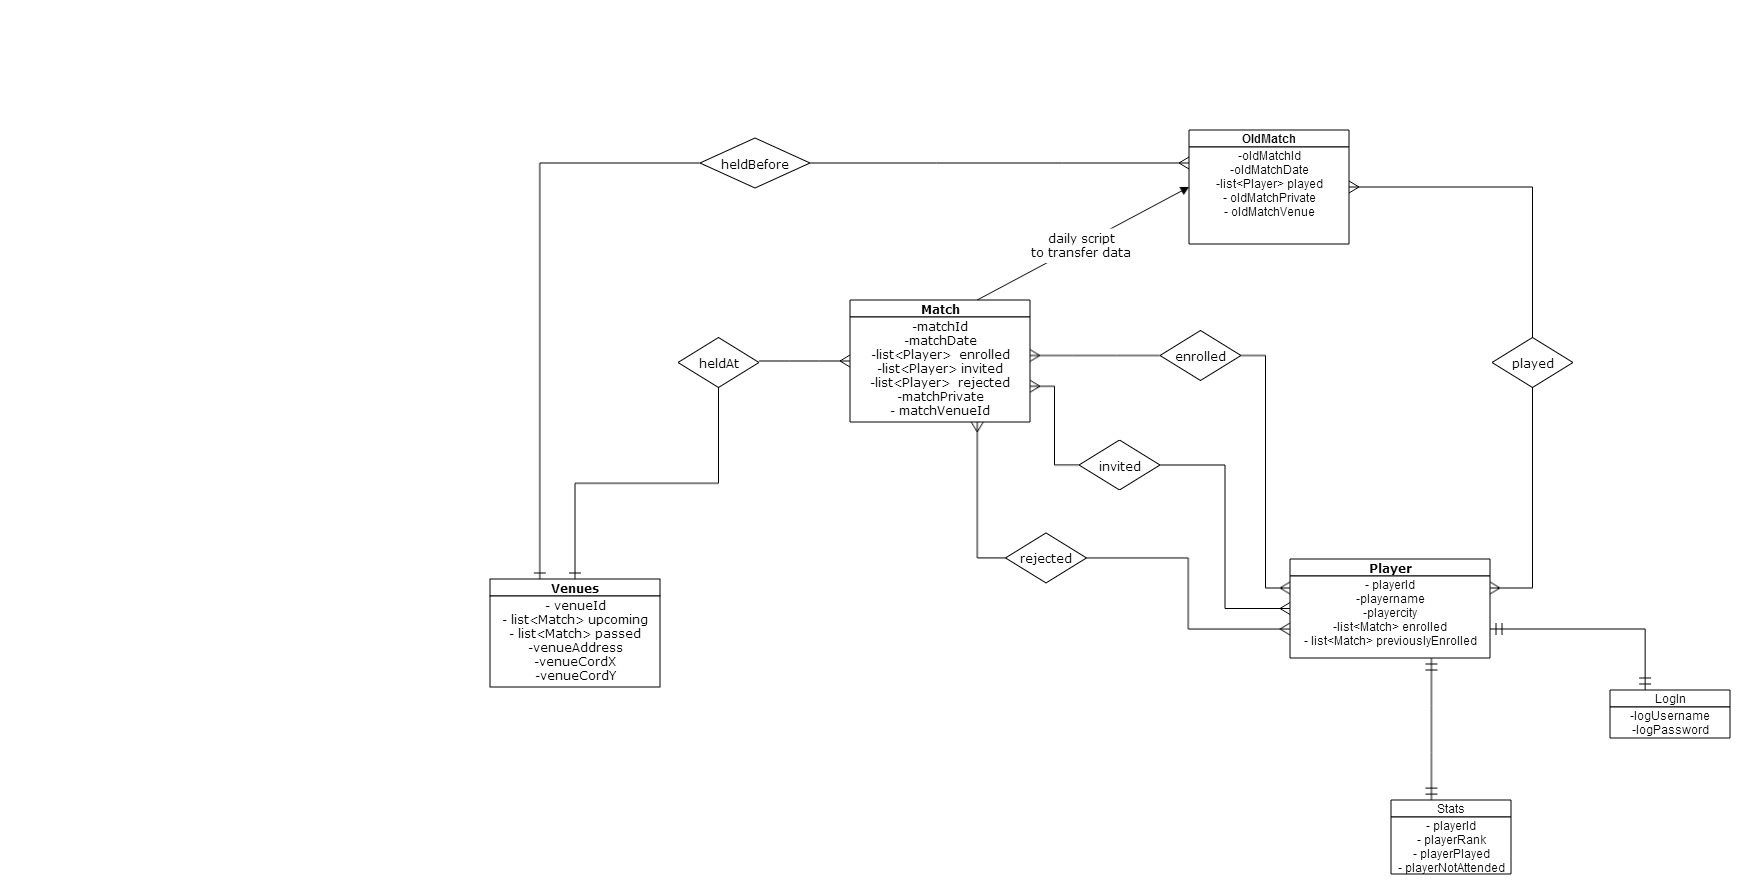 OldMatch
-oldMatchId
-oldMatchDate
-list<Player> played
- oldMatchPrivate
- oldMatchVenue
heldBefore
daily script
to transfer data
Match
-matchId
-matchDate
-list<Player>  enrolled
-list<Player> invited
-list<Player>  rejected
-matchPrivate
- matchVenueId
heldAt
enrolled
played
invited
rejected
Venues
- venueId
- list<Match> upcoming
- list<Match> passed
-venueAddress
-venueCordX
-venueCordY
Player
- playerId
-playername
-playercity
-list<Match> enrolled
- list<Match> previouslyEnrolled
LogIn
-logUsername
-logPassword
Stats
- playerId
- playerRank
- playerPlayed
- playerNotAttended